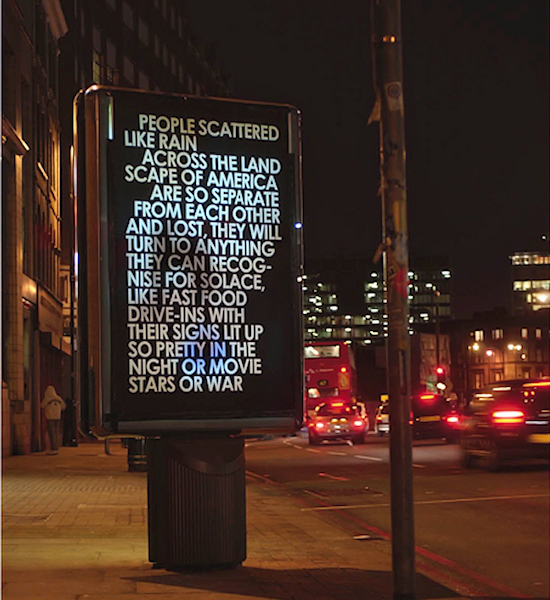 PEOPLE SCATTERED
LIKE RAIN
ACROSS THE LAND
SCAPE OF AMERICA
ARE SO SEPARATE
FROM EACH OTHER
AND LOST, THEY WILL
TURN TO ANYTHING
THEY CAN RECOG-
NISE FOR SOLACE,
LIKE FAST FOOD
DRIVE-INS WITH
THEIR SIGNS LIT UP
SO PRETTY IN THE
NIGHT OR MOVIE
STARS OR WAR